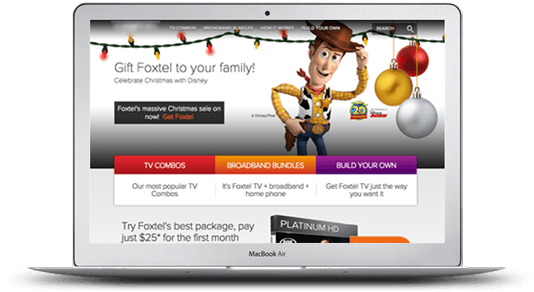 TV COMBOS BROADBAND BUNDLES HOW IT WORKS BUILD YOUR OWN SEARCH
Gift Foxtel to your family!
Celebrate Christmas with Disney
Foxtel's massive Christmas sale on
now! Get Foxtel
© Disney/Pixar
20
Junior
TV COMBOS BROADBAND BUNDLES BUILD YOUR OWN
Our most popular TV It's Foxtel TV + broadband + Get Foxtel TV just the way
Combos home phone you want it
Try Foxtel's best package, pay
just $25* for the first month
PLATINUM HD
MacBook Air